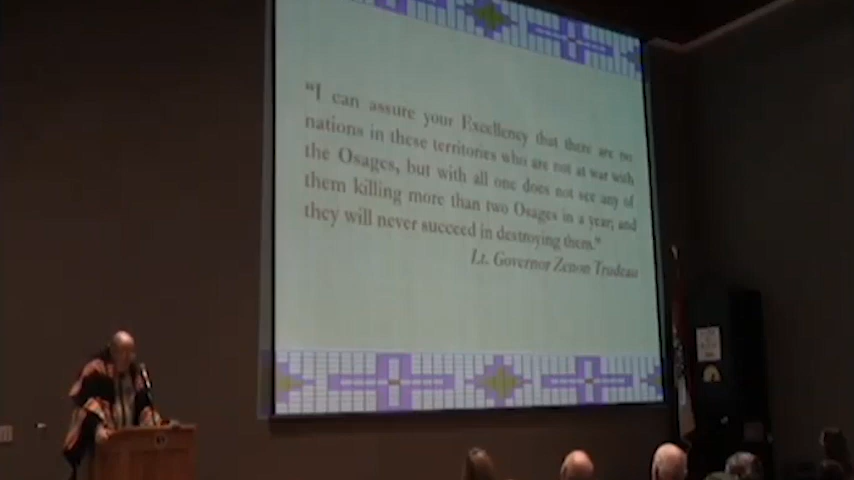 "I can assure your Excellency that there are no
nations in these territories who are not at war with
the Osages, but with all one does not see any of
them killing more than two Osages in a year; and
they will never succeed in destroying them."
Lt. Governor Zenon Trudeau